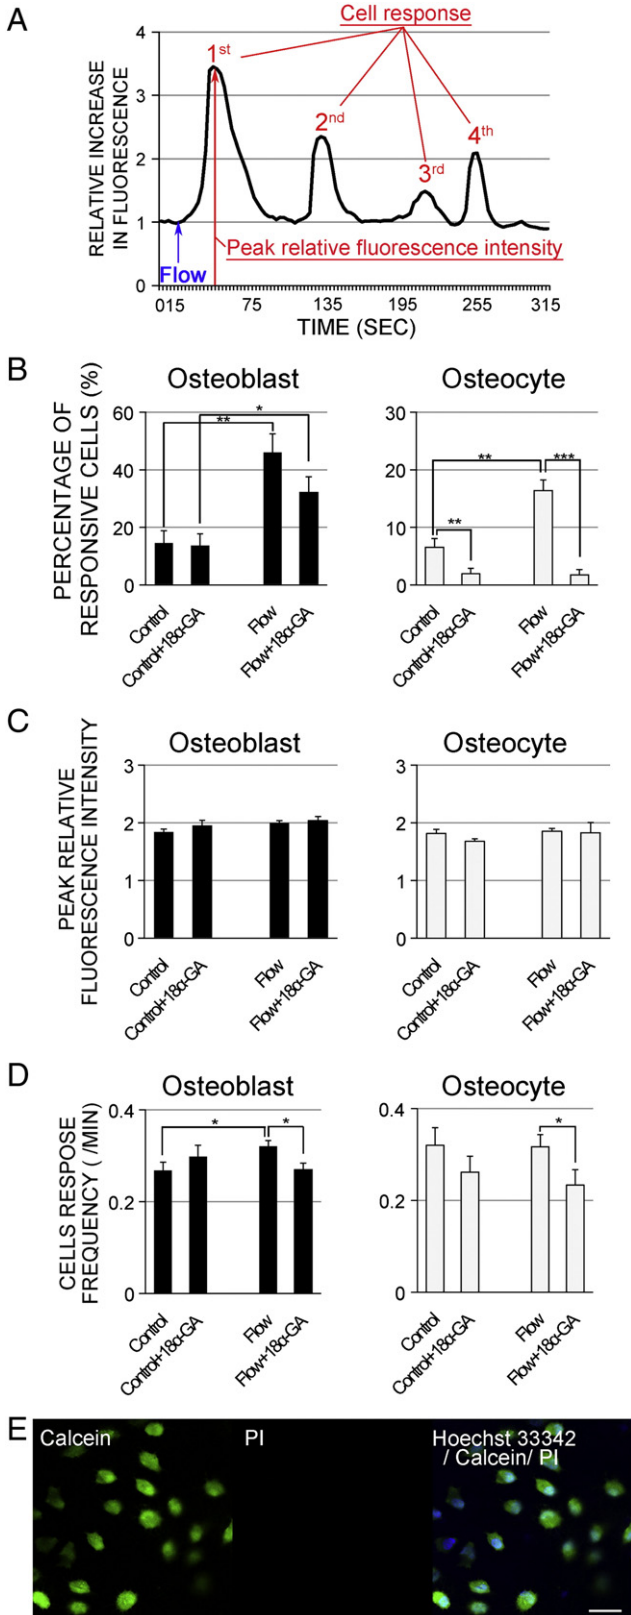 A
Cell response
RELATIVE INCREASE
IN FLUORESCENCE
4
3
2
1
0
1st
2nd
3rd
4th
Peak relative fluorescence intensity
Flow
015 75 135 195 255 315
TIME (SEC)
B
Osteoblast
Osteocyte
PERCENTAGE OF
RESPONSIVE CELLS (%)
60
40
20
0
*
**
Control
Control+18α-GA
Flow
Flow+18α-GA
30
20
10
0
**
***
**
Control
Control+18α-GA
Flow
Flow+18α-GA
C
Osteoblast
Osteocyte
PEAK RELATIVE
FLUORESCENCE INTENSITY
3
2
1
0
Control
Control+18α-GA
Flow
Flow+18α-GA
3
2
1
0
Control
Control+18α-GA
Flow
Flow+18α-GA
D
Osteoblast
Osteocyte
CELLS RESPOSE
FREQUENCY ( /MIN)
0.4
0.2
0
*
*
Control
Control+18α-GA
Flow
Flow+18α-GA
0.4
0.2
0
*
Control
Control+18α-GA
Flow
Flow+18α-GA
E
Calcein
PI
Hoechst 33342
/ Calcein/ PI